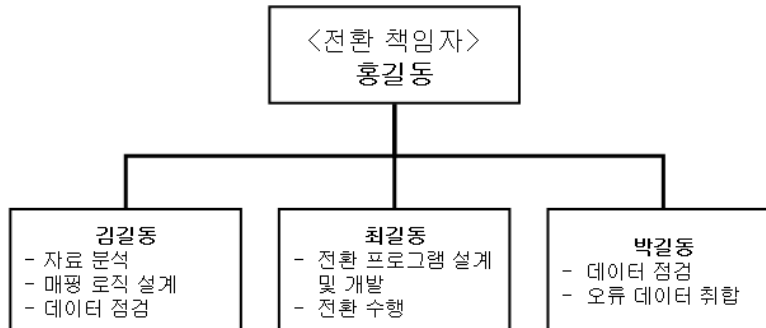 <전환 책임자>
홍길동
김길동
- 자료 분석
- 매핑 로직 설계
- 데이터 점검
최길동
- 전환 프로그램 설계
및 개발
- 전환 수행
박길동
- 데이터 점검
- 오류 데이터 취합